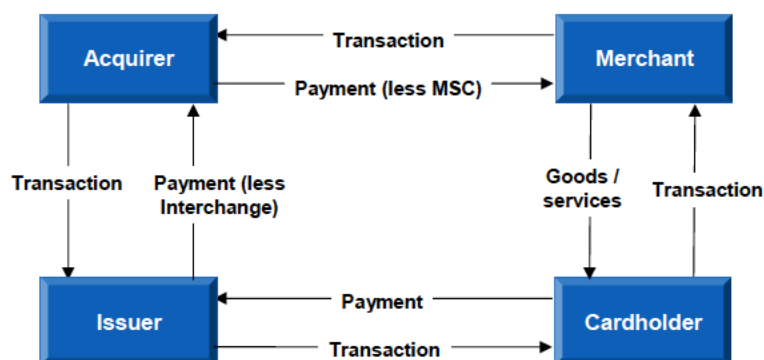 Transaction
Acquirer
Merchant
Payment (less MSC)
Transaction
Payment (less
Interchange)
Goods /
services
Transaction
Payment
Issuer
Cardholder
Transaction